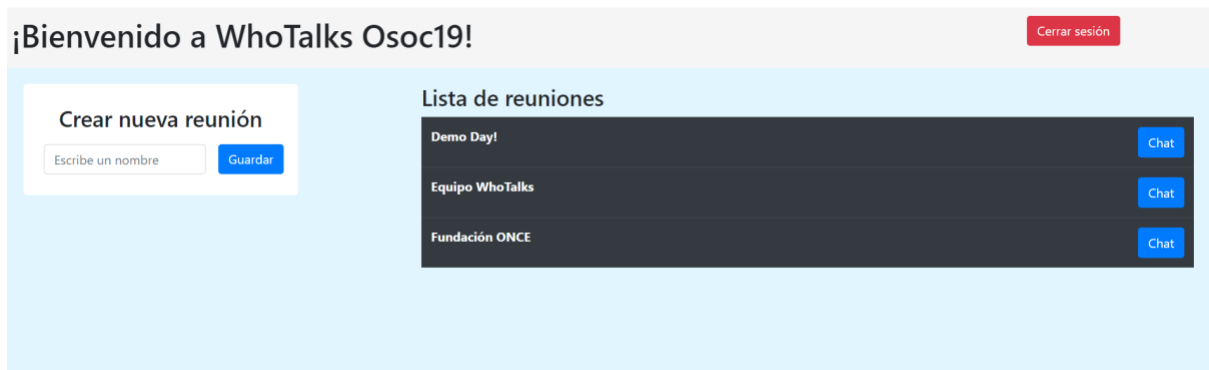 ¡Bienvenido a WhoTalks Osoc19!
Cerrar sesión
Crear nueva reunión
Escribe un nombre
Guardar
Lista de reuniones
Demo Day!
Chat
Equipo WhoTalks
Chat
Fundación ONCE
Chat